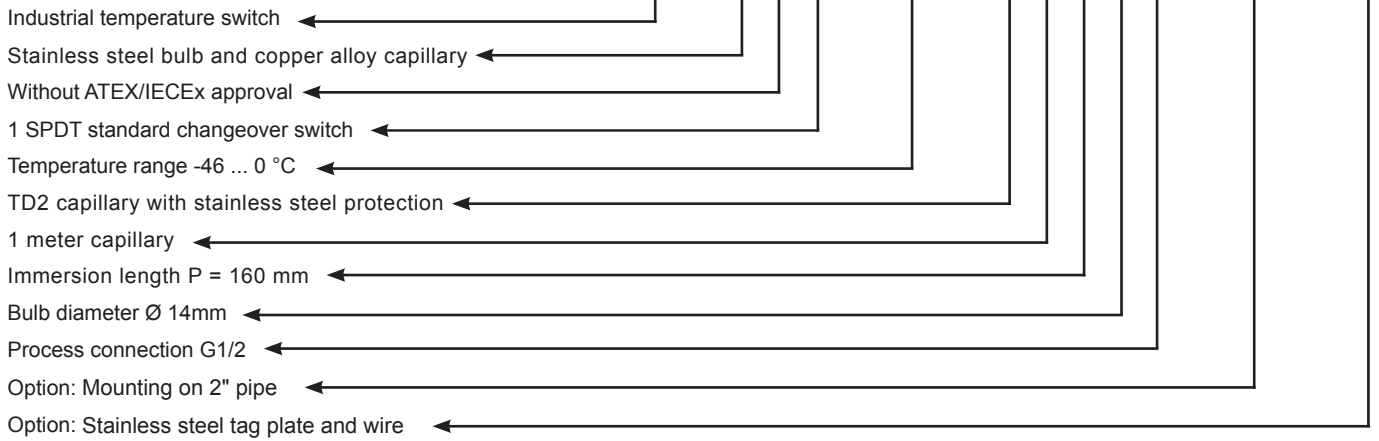 Industrial temperature switch
Stainless steel bulb and copper alloy capillary
Without ATEX/IECEx approval
1 SPDT standard changeover switch
Temperature range -46 ... 0 °C
TD2 capillary with stainless steel protection
1 meter capillary
Immersion length P = 160 mm
Bulb diameter Ø 14mm
Process connection G1/2
Option: Mounting on 2" pipe
Option: Stainless steel tag plate and wire